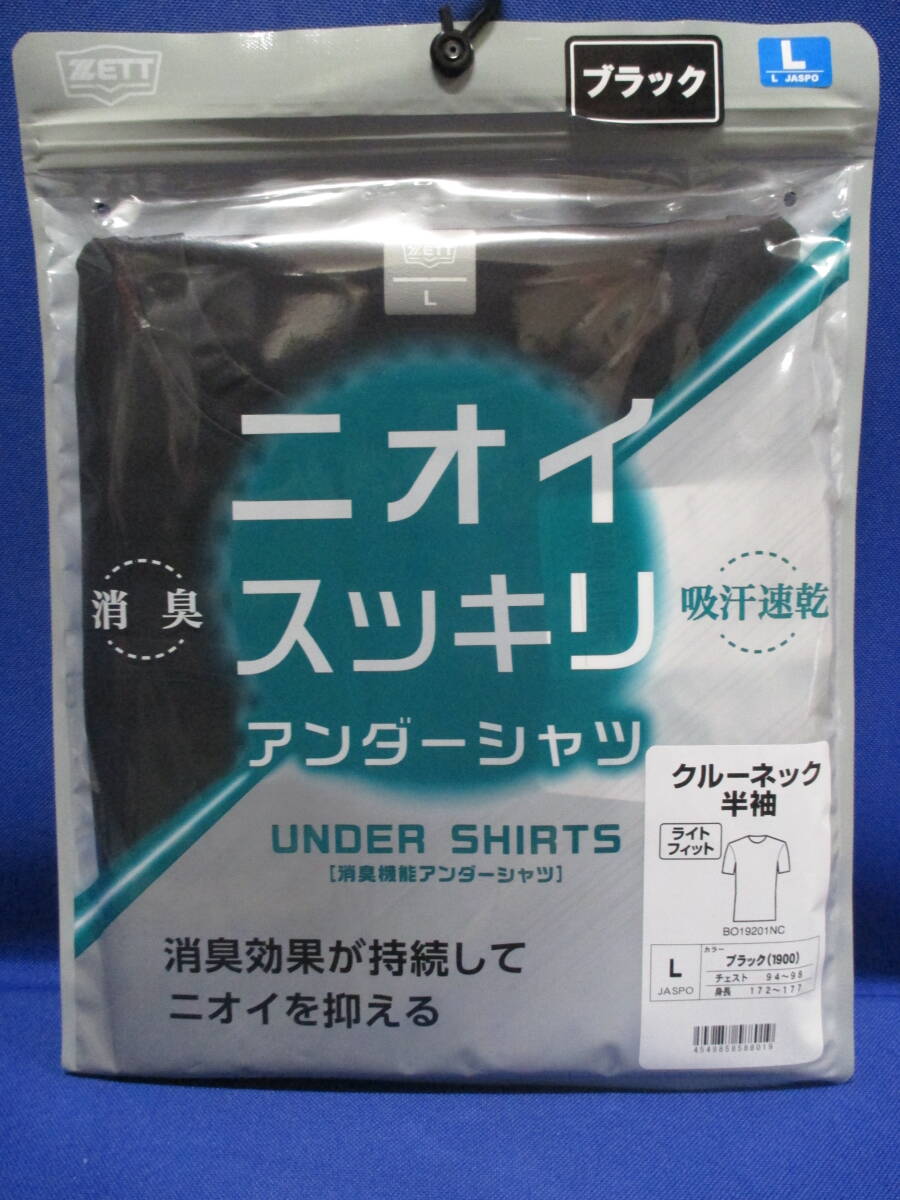 ZETT
ブラック
L
L JASPO
ZETT
L
ニオイ
スッキリ
消臭
吸汗速乾
アンダーシャツ
UNDER SHIRTS
[消臭機能アンダーシャツ]
消臭効果が持続して
ニオイを抑える
クルーネック
半袖
ライト
フィット
BO19201NC
L
JASPO
カラー
ブラック(1900)
チェスト 94~98
身長 172~177